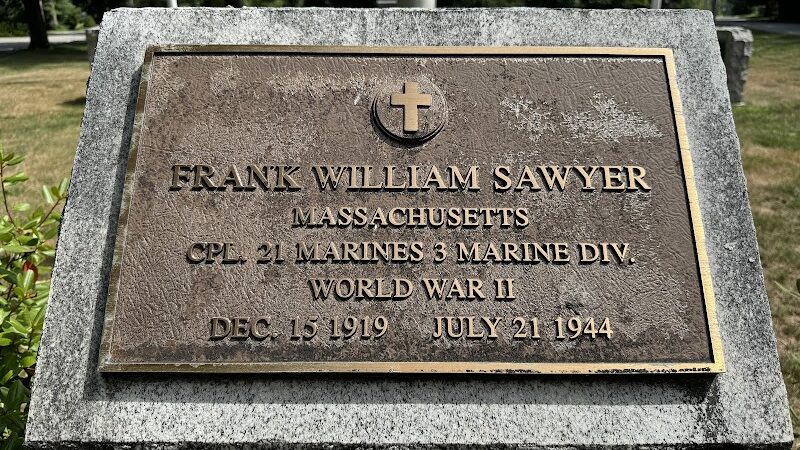 FRANK WILLIAM SAWYER
MASSACHUSETTS
CPL. 21 MARINES 3 MARINE DIV.
WORLD WAR II
DEC. 15 1919 JULY 21 1944